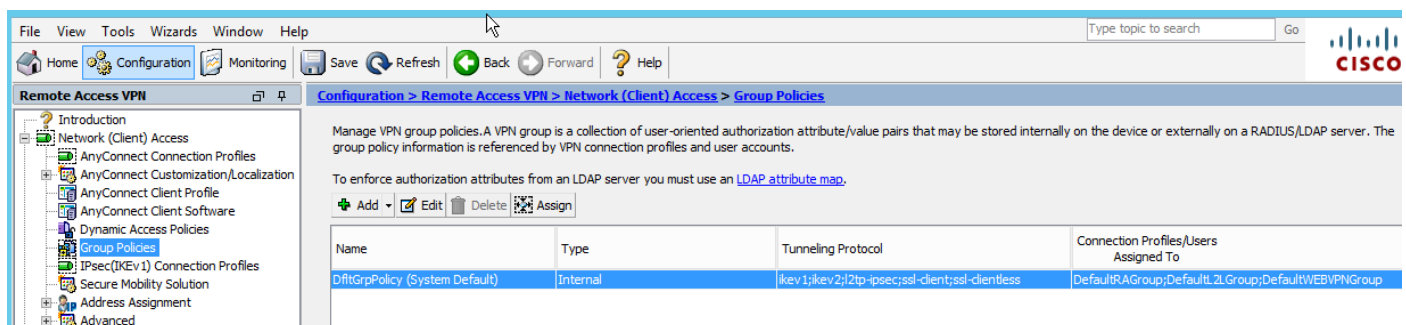 File View Tools Wizards Window Help
Type topic to search Go
Home Configuration Monitoring Save Refresh Back Forward Help
CISCO
Remote Access VPN
Configuration > Remote Access VPN > Network (Client) Access > Group Policies
Introduction
Network (Client) Access
AnyConnect Connection Profiles
AnyConnect Customization/Localization
AnyConnect Client Profile
AnyConnect Client Software
Dynamic Access Policies
Group Policies
IPsec(IKEv1) Connection Profiles
Secure Mobility Solution
Address Assignment
Advanced
Manage VPN group policies.A VPN group is a collection of user-oriented authorization attribute/value pairs that may be stored internally on the device or externally on a RADIUS/LDAP server. The
group policy information is referenced by VPN connection profiles and user accounts.
To enforce authorization attributes from an LDAP server you must use an LDAP attribute map.
Add Edit Delete Assign
Name Type Tunneling Protocol Connection Profiles/Users
Assigned To
DfltGrpPolicy (System Default) Internal ikev1;ikev2;l2tp-ipsec;ssl-client;ssl-clientless DefaultRAGroup;DefaultL2LGroup;DefaultWEBVPNGroup